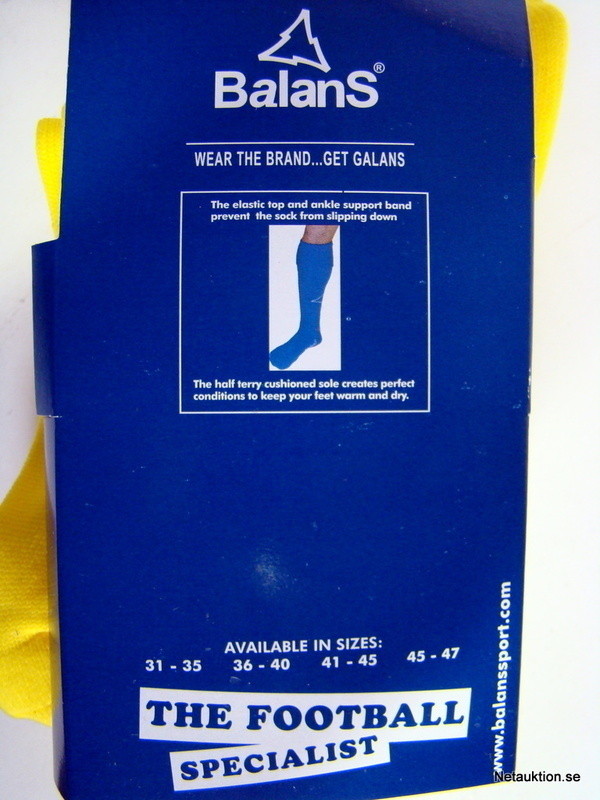 BalanS®
WEAR THE BRAND...GET GALANS
The elastic top and ankle support band
prevent the sock from slipping down
The half terry cushioned sole creates perfect
conditions to keep your feet warm and dry.
AVAILABLE IN SIZES:
31 - 35 36 - 40 41 - 45 45 - 47
THE FOOTBALL
SPECIALIST
www.balanssport.com
Netauktion.se